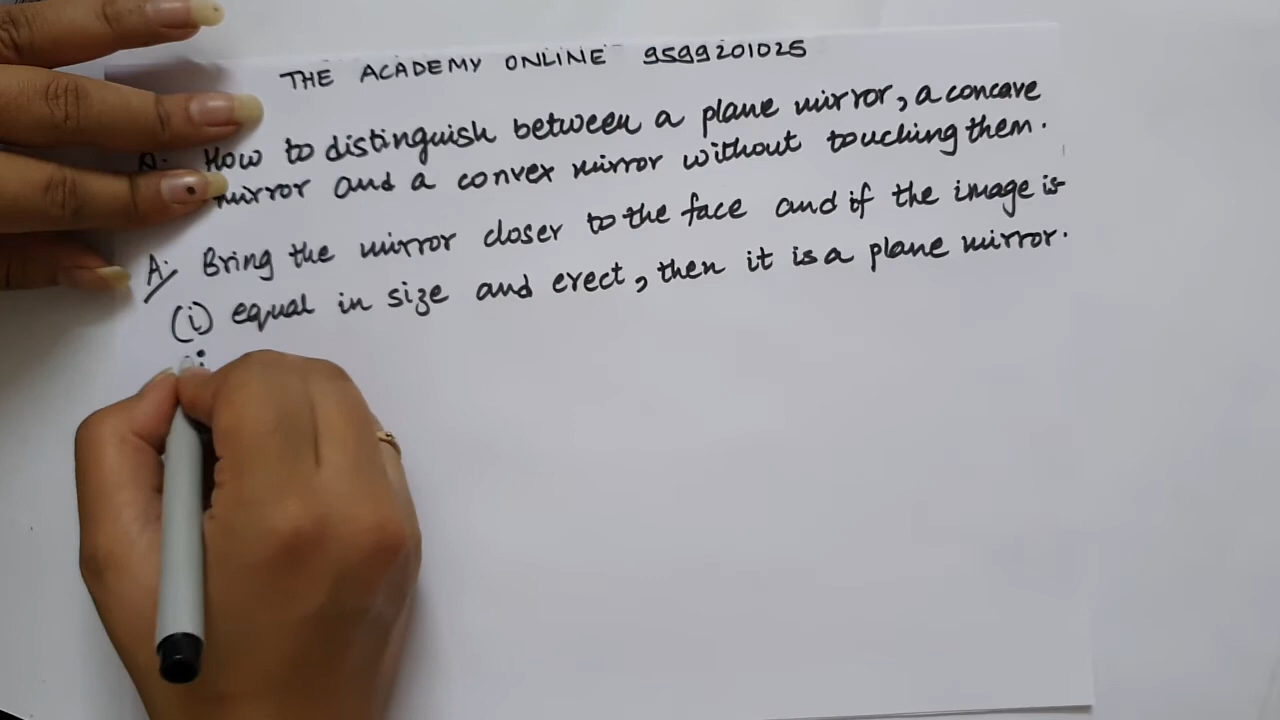 THE ACADEMY ONLINE 9599201025
Q. How to distinguish between a plane mirror, a concave
mirror and a convex mirror without touching them.
A. Bring the mirror closer to the face and if the image is
(i) equal in size and erect, then it is a plane mirror.